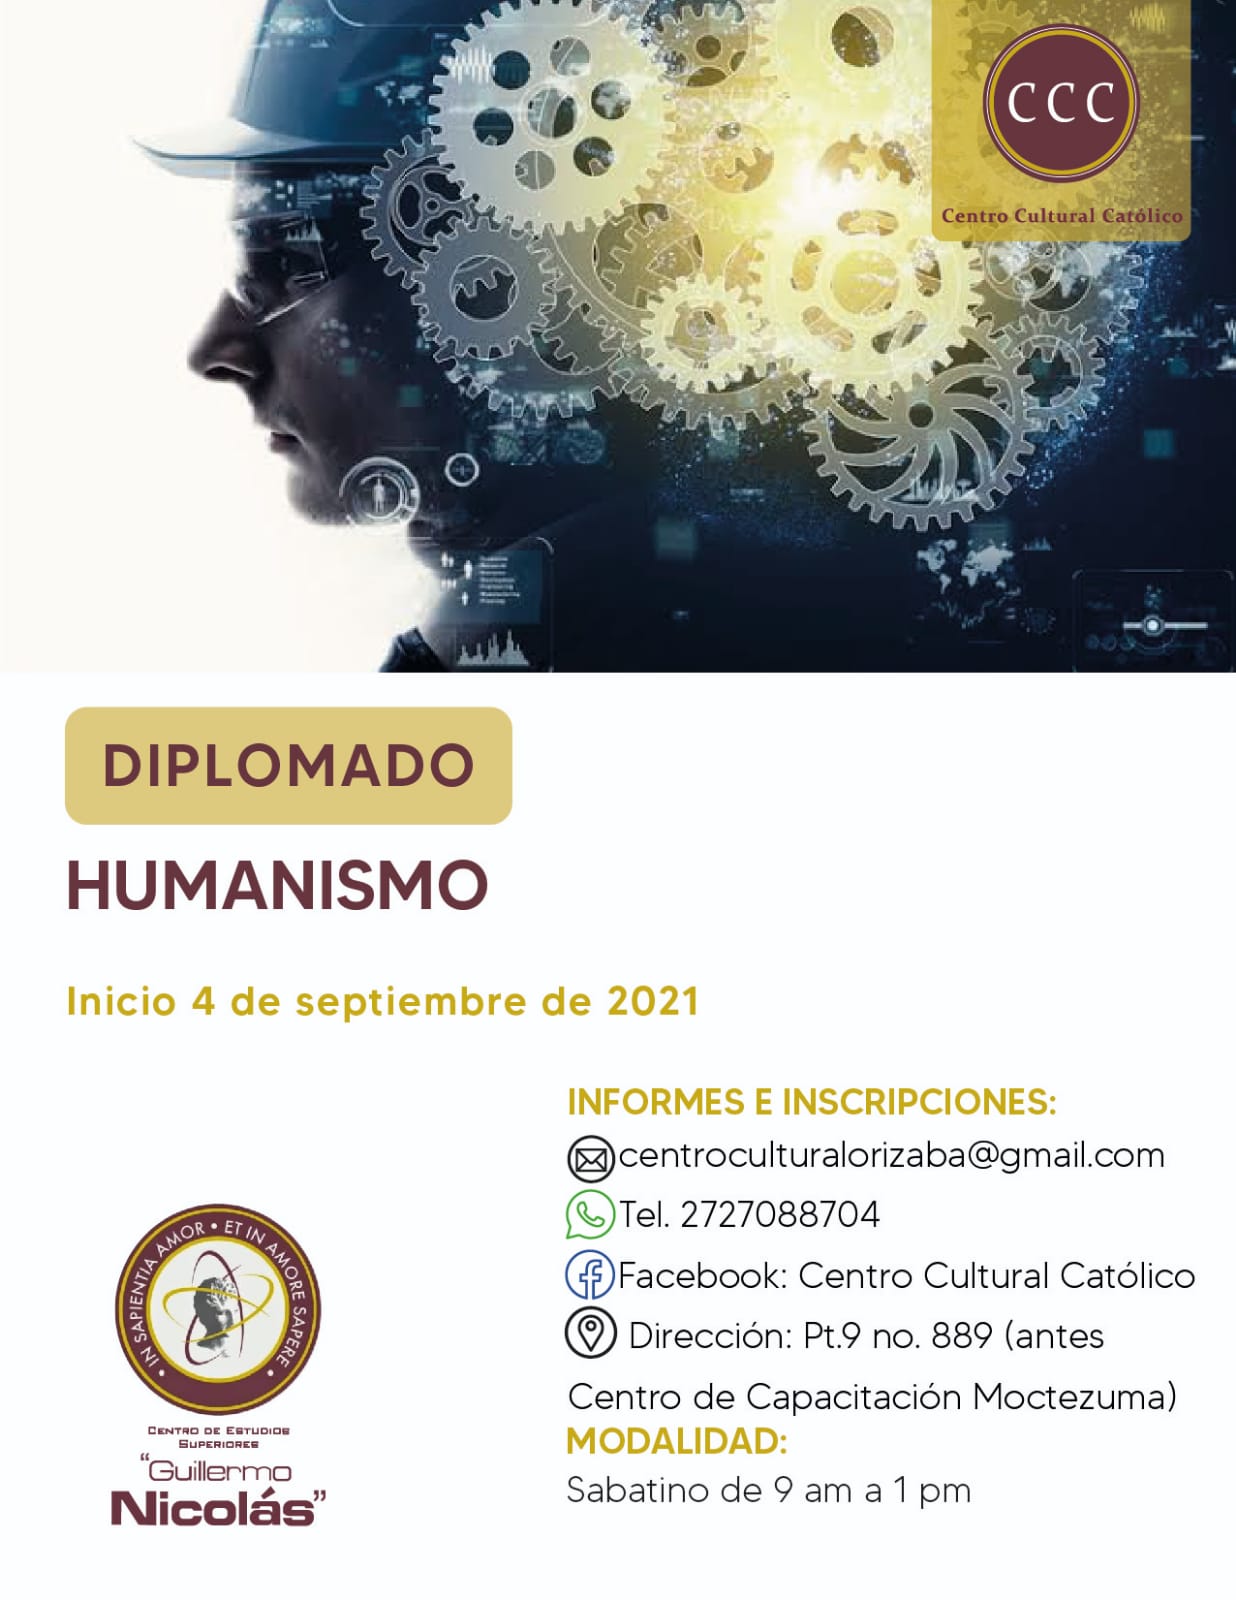 CCC
Centro Cultural Católico
DIPLOMADO
HUMANISMO
Inicio 4 de septiembre de 2021
INFORMES E INSCRIPCIONES:
centroculturalorizaba@gmail.com
Tel. 2727088704
Facebook: Centro Cultural Católico
Dirección: Pt.9 no. 889 (antes
Centro de Capacitación Moctezuma)
MODALIDAD:
Sabatino de 9 am a 1 pm
• IN SAPIENTIA AMOR • ET IN AMORE SAPERE •
CENTRO DE ESTUDIOS
SUPERIORES
“Guillermo
Nicolás”